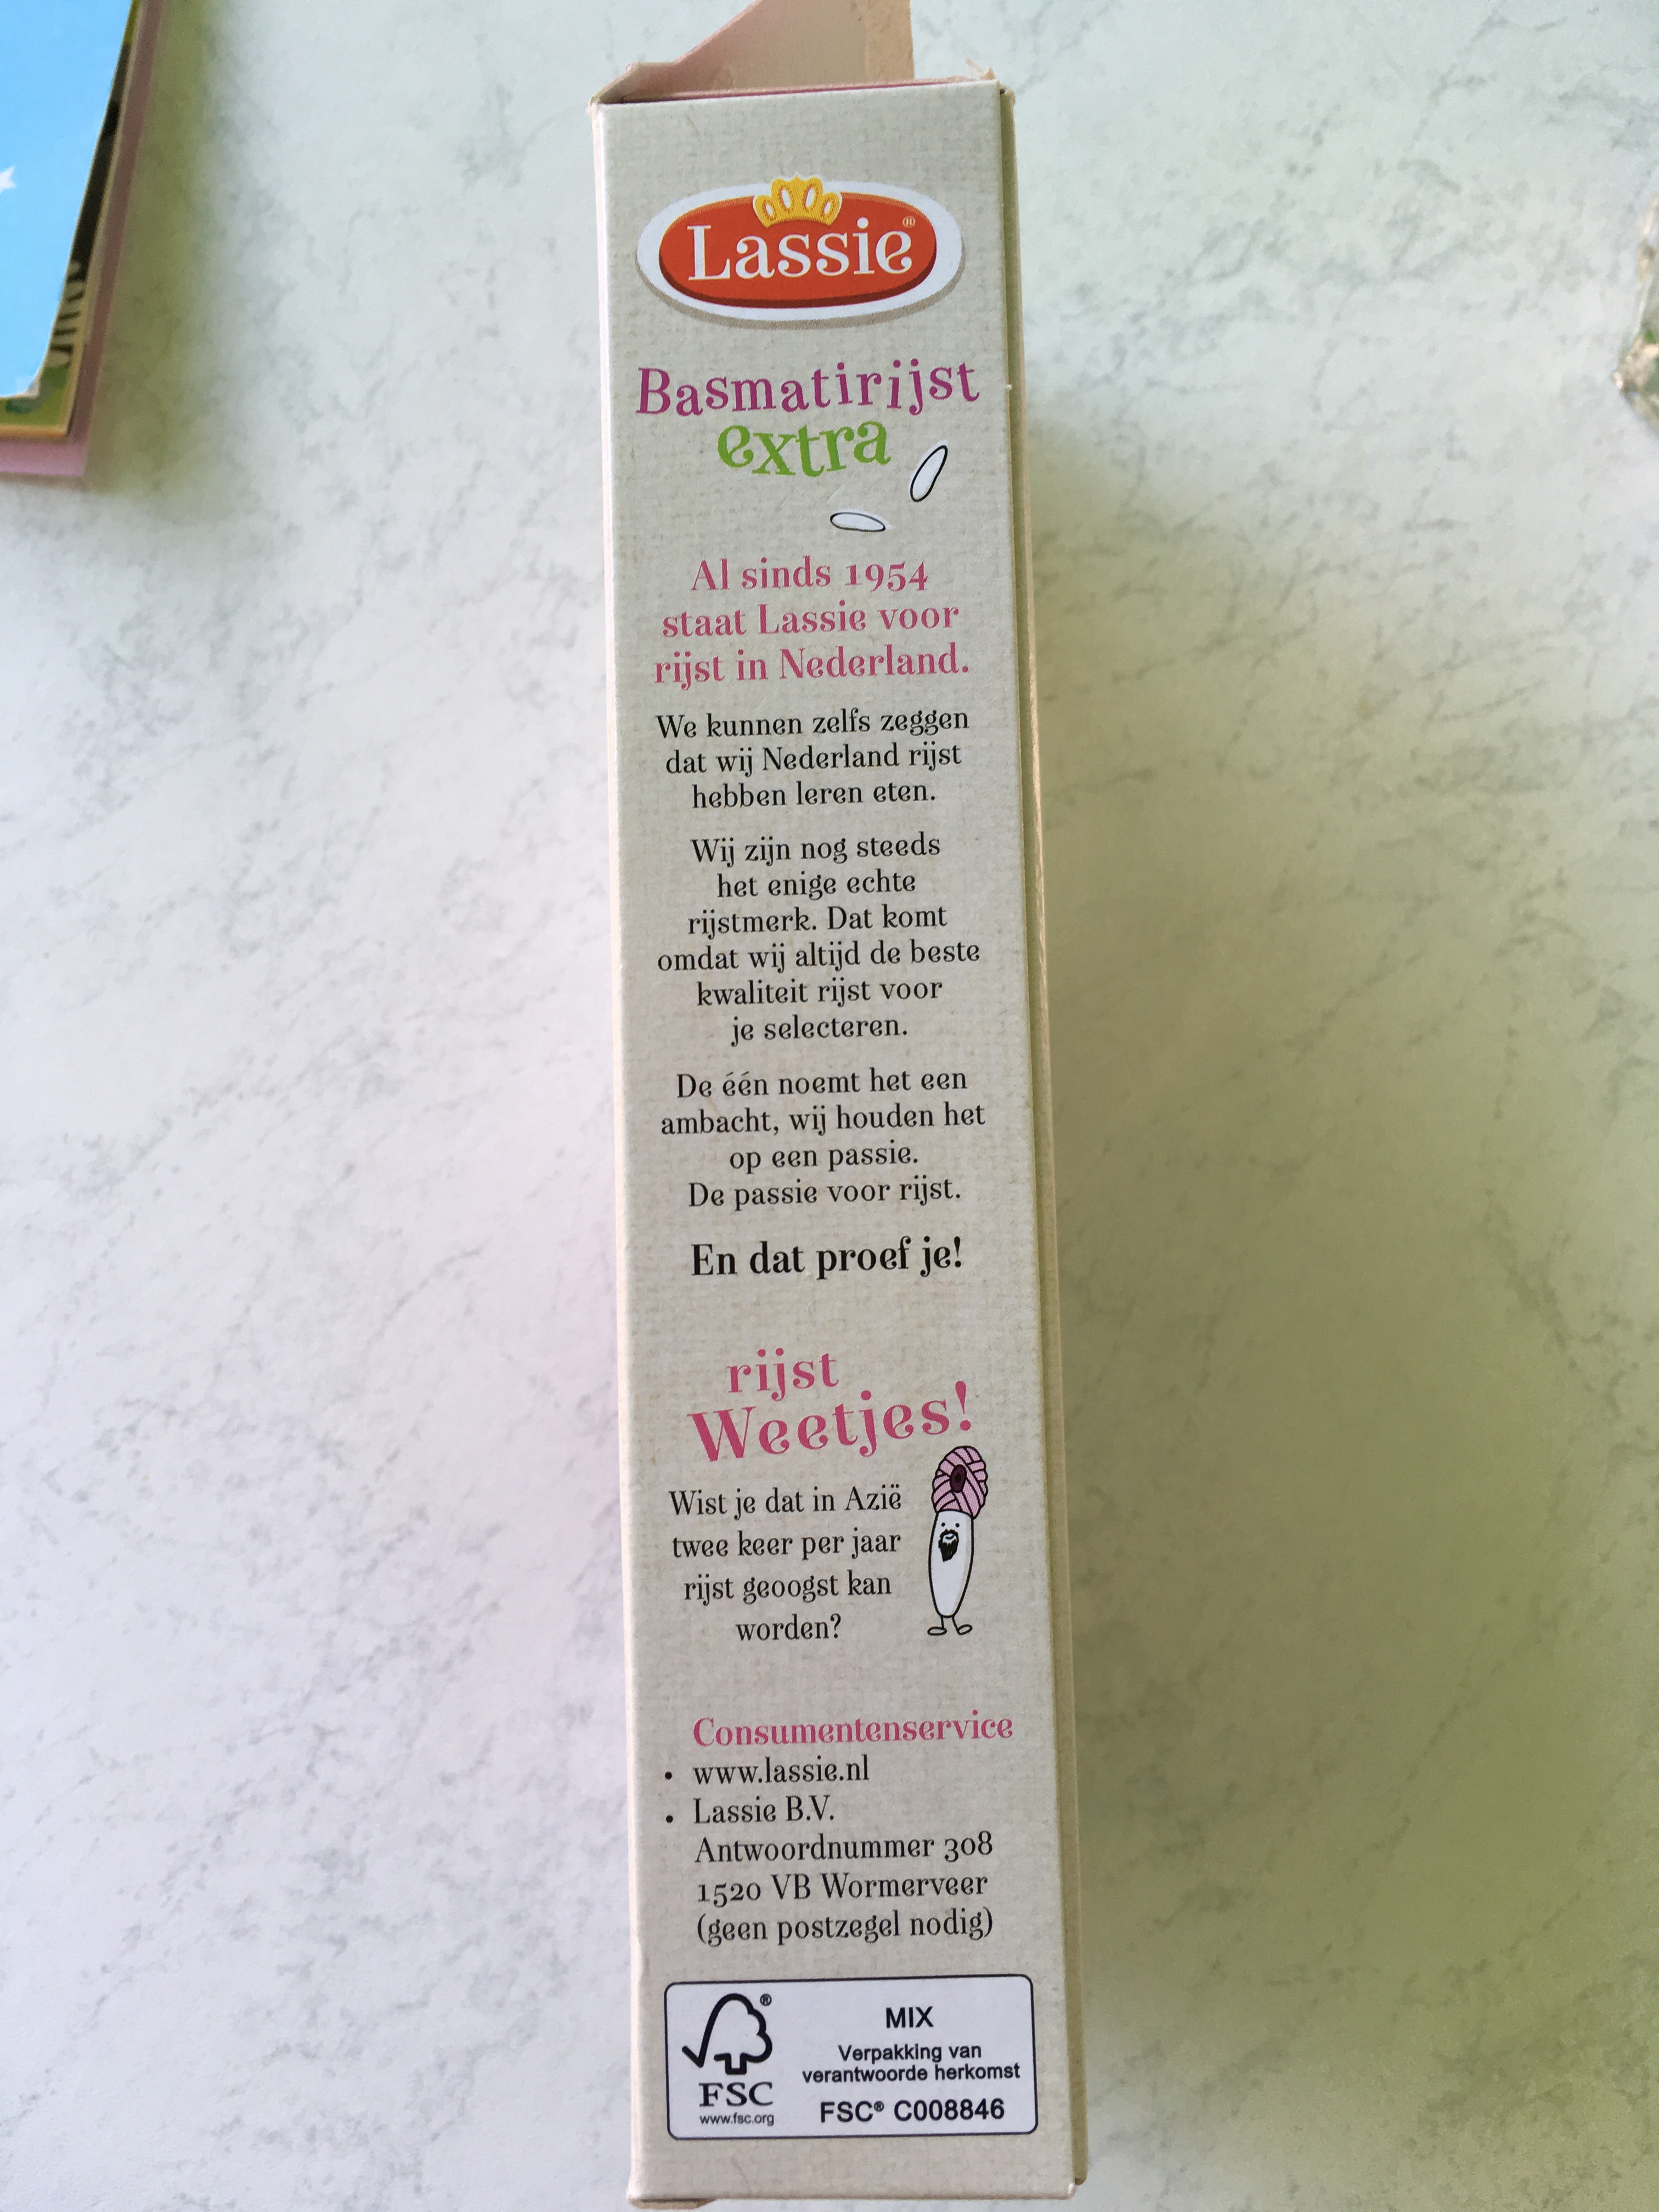 Lassie®
Basmatirijst
extra
Al sinds 1954
staat Lassie voor
rijst in Nederland.
We kunnen zelfs zeggen
dat wij Nederland rijst
hebben leren eten.
Wij zijn nog steeds
het enige echte
rijstmerk. Dat komt
omdat wij altijd de beste
kwaliteit rijst voor
je selecteren.
De één noemt het een
ambacht, wij houden het
op een passie.
De passie voor rijst.
En dat proef je!
rijst
Weetjes!
Wist je dat in Azië
twee keer per jaar
rijst geoogst kan
worden?
Consumentenservice
• www.lassie.nl
• Lassie B.V.
Antwoordnummer 308
1520 VB Wormerveer
(geen postzegel nodig)
®
FSC
www.fsc.org
MIX
Verpakking van
verantwoorde herkomst
FSC® C008846